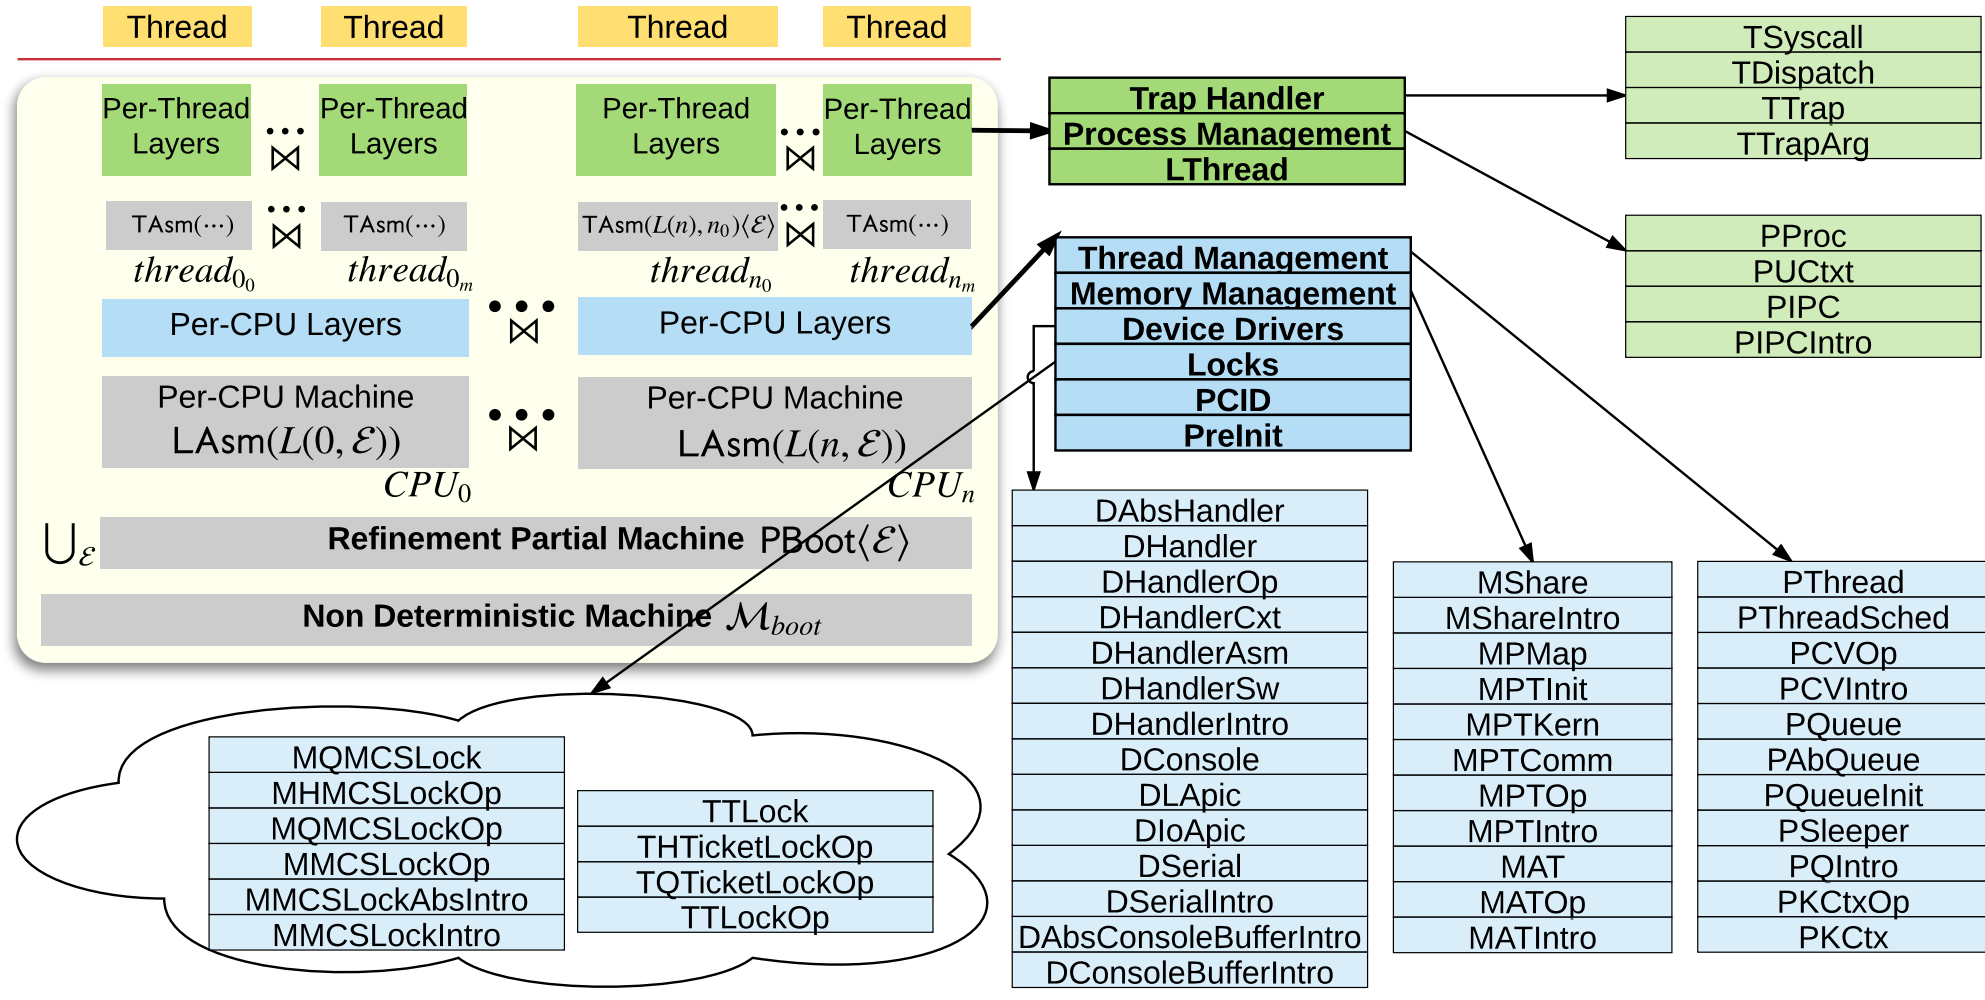 Thread Thread Thread Thread
Per-Thread Layers
Per-Thread Layers
Per-Thread Layers
Per-Thread Layers
... ⋈ ... ⋈
TAsm(···) TAsm(···) TAsm(L(n), n₀)⟨ℰ⟩ TAsm(···)
... ⋈ ... ⋈
thread₀₀ thread₀ₘ threadₙ₀ threadₙₘ
Per-CPU Layers ... ⋈ Per-CPU Layers
Per-CPU Machine ... ⋈ Per-CPU Machine
LAsm(L(0, ℰ)) LAsm(L(n, ℰ))
CPU₀ CPUₙ
⋃ℰ Refinement Partial Machine PBoot⟨ℰ⟩
Non Deterministic Machine ℳboot
Trap Handler
Process Management
LThread
TSyscall
TDispatch
TTrap
TTrapArg
PProc
PUCtxt
PIPC
PIPCIntro
Thread Management
Memory Management
Device Drivers
Locks
PCID
PreInit
MQMCSLock
MHMCSLockOp
MQMCSLockOp
MMCSLockOp
MMCSLockAbsIntro
MMCSLockIntro
TTLock
THTicketLockOp
TQTicketLockOp
TTLockOp
DAbsHandler
DHandler
DHandlerOp
DHandlerCxt
DHandlerAsm
DHandlerSw
DHandlerIntro
DConsole
DLApic
DIoApic
DSerial
DSerialIntro
DAbsConsoleBufferIntro
DConsoleBufferIntro
MShare
MShareIntro
MPMap
MPTInit
MPTKern
MPTComm
MPTOp
MPTIntro
MAT
MATOp
MATIntro
PThread
PThreadSched
PCVOp
PCVIntro
PQueue
PAbQueue
PQueueInit
PSleeper
PQIntro
PKCtxOp
PKCtx